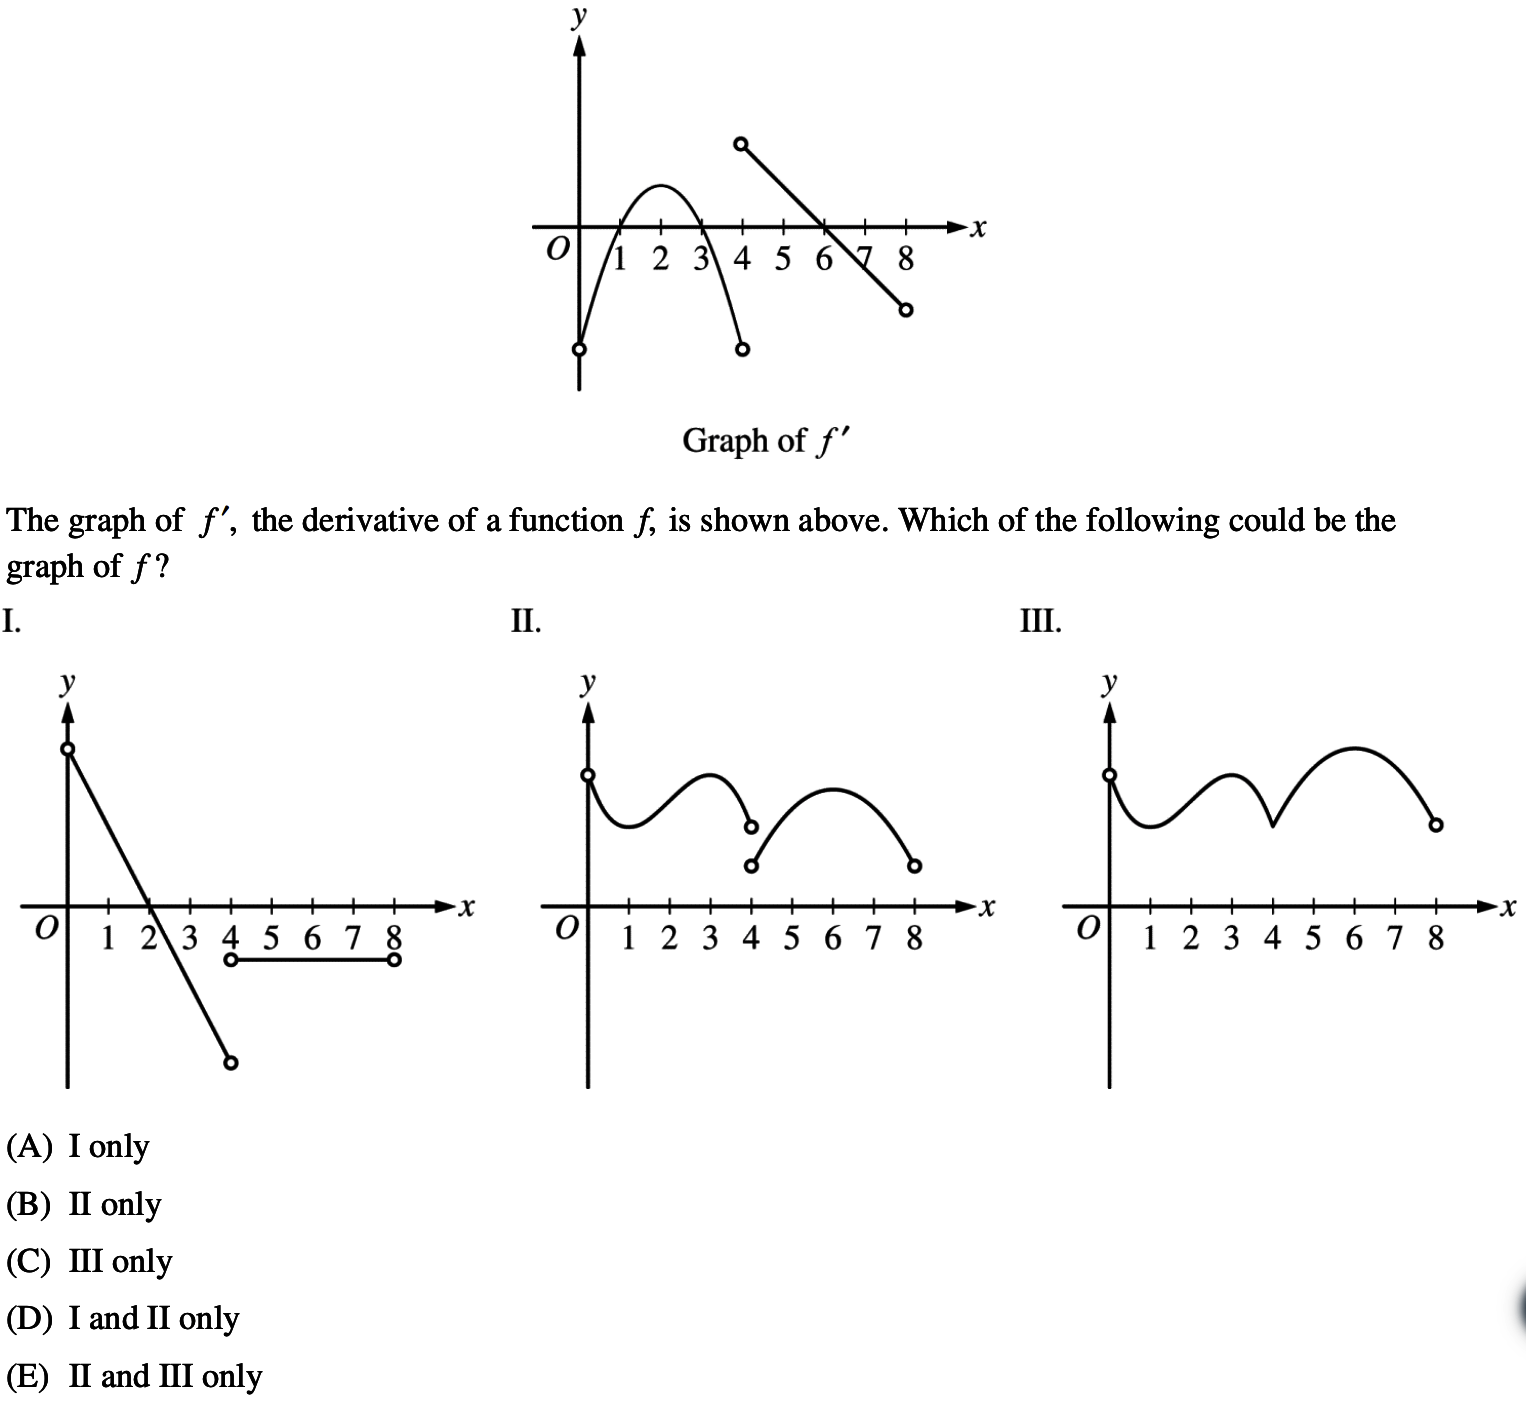 y
x
O
1 2 3 4 5 6 7 8
Graph of f′
The graph of f′, the derivative of a function f, is shown above. Which of the following could be the
graph of f?
I. II. III.
y y y
x x x
O 1 2 3 4 5 6 7 8 O 1 2 3 4 5 6 7 8 O 1 2 3 4 5 6 7 8
(A) I only
(B) II only
(C) III only
(D) I and II only
(E) II and III only